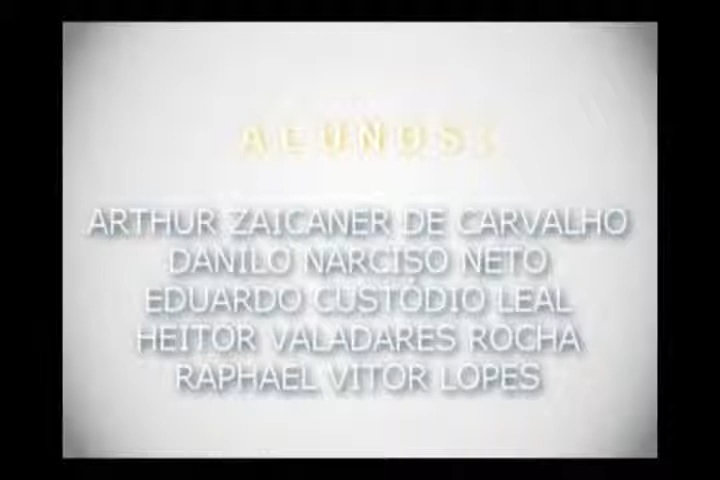 ALUNOS:
ARTHUR ZAICANER DE CARVALHO
DANILO NARCISO NETO
EDUARDO CUSTÓDIO LEAL
HEITOR VALADARES ROCHA
RAPHAEL VITOR LOPES